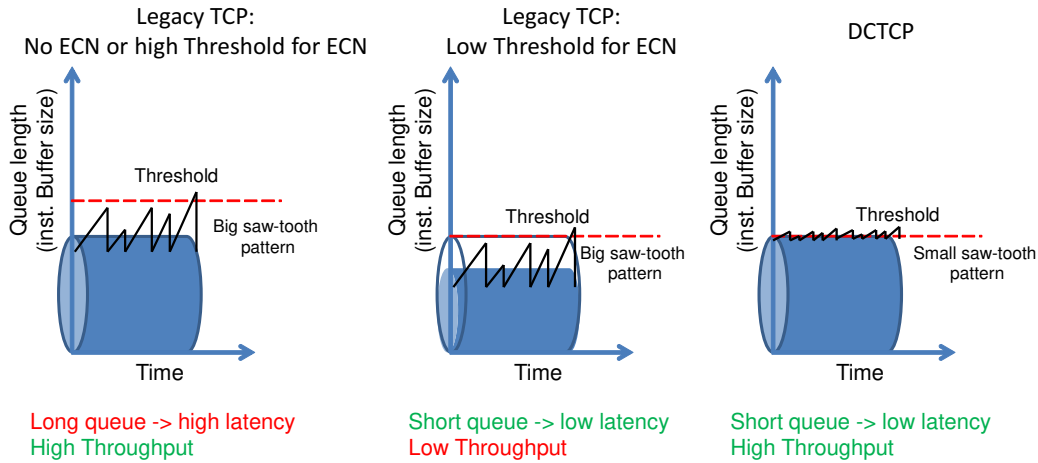 Legacy TCP:
No ECN or high Threshold for ECN
Queue length
(inst. Buffer size)
Threshold
Big saw-tooth
pattern
Time
Long queue -> high latency
High Throughput
Legacy TCP:
Low Threshold for ECN
Queue length
(inst. Buffer size)
Threshold
Big saw-tooth
pattern
Time
Short queue -> low latency
Low Throughput
DCTCP
Queue length
(inst. Buffer size)
Threshold
Small saw-tooth
pattern
Time
Short queue -> low latency
High Throughput